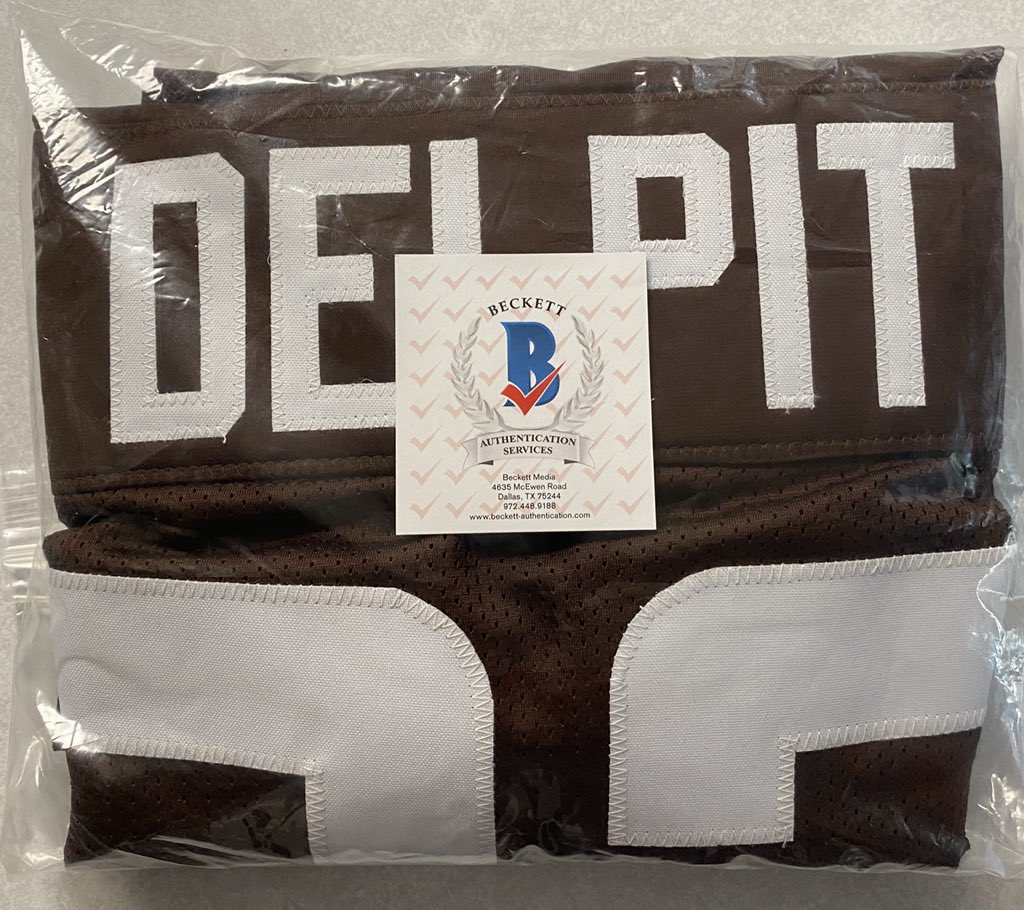 DELPIT
BECKETT
B
AUTHENTICATION
SERVICES
Beckett Media
4635 McEwen Road
Dallas, TX 75244
972.448.9188
www.beckett-authentication.com